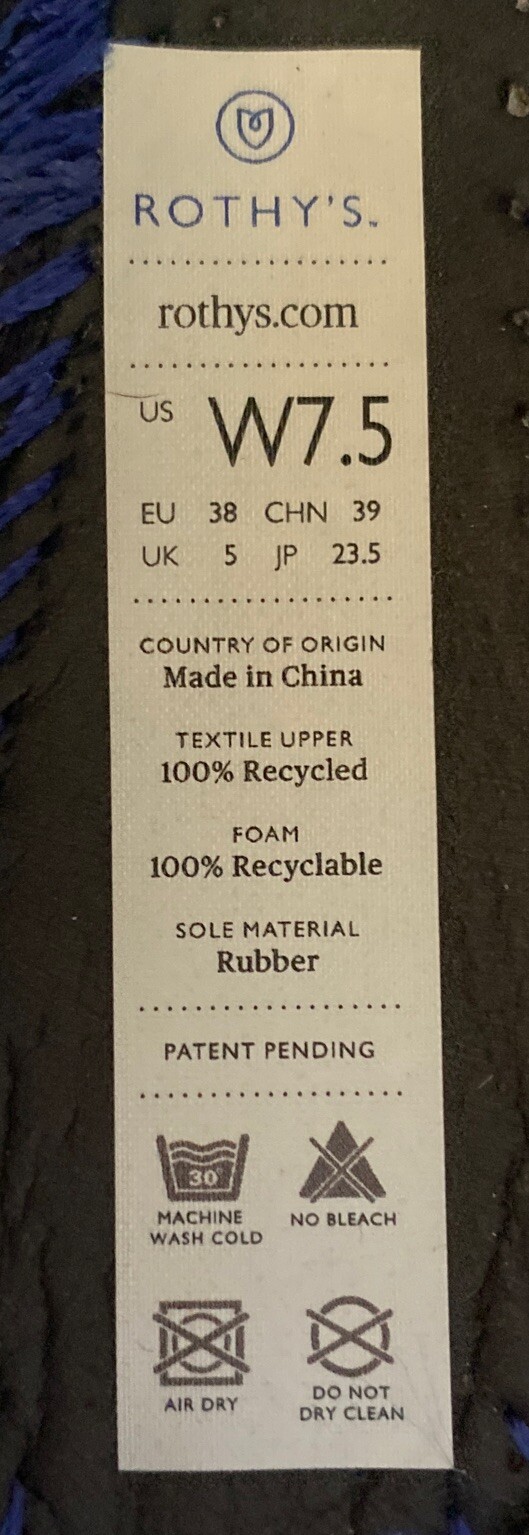 ROTHY'S™
rothys.com
US W7.5
EU 38 CHN 39
UK 5 JP 23.5
COUNTRY OF ORIGIN
Made in China
TEXTILE UPPER
100% Recycled
FOAM
100% Recyclable
SOLE MATERIAL
Rubber
PATENT PENDING
30
MACHINE
WASH COLD
NO BLEACH
AIR DRY
DO NOT
DRY CLEAN